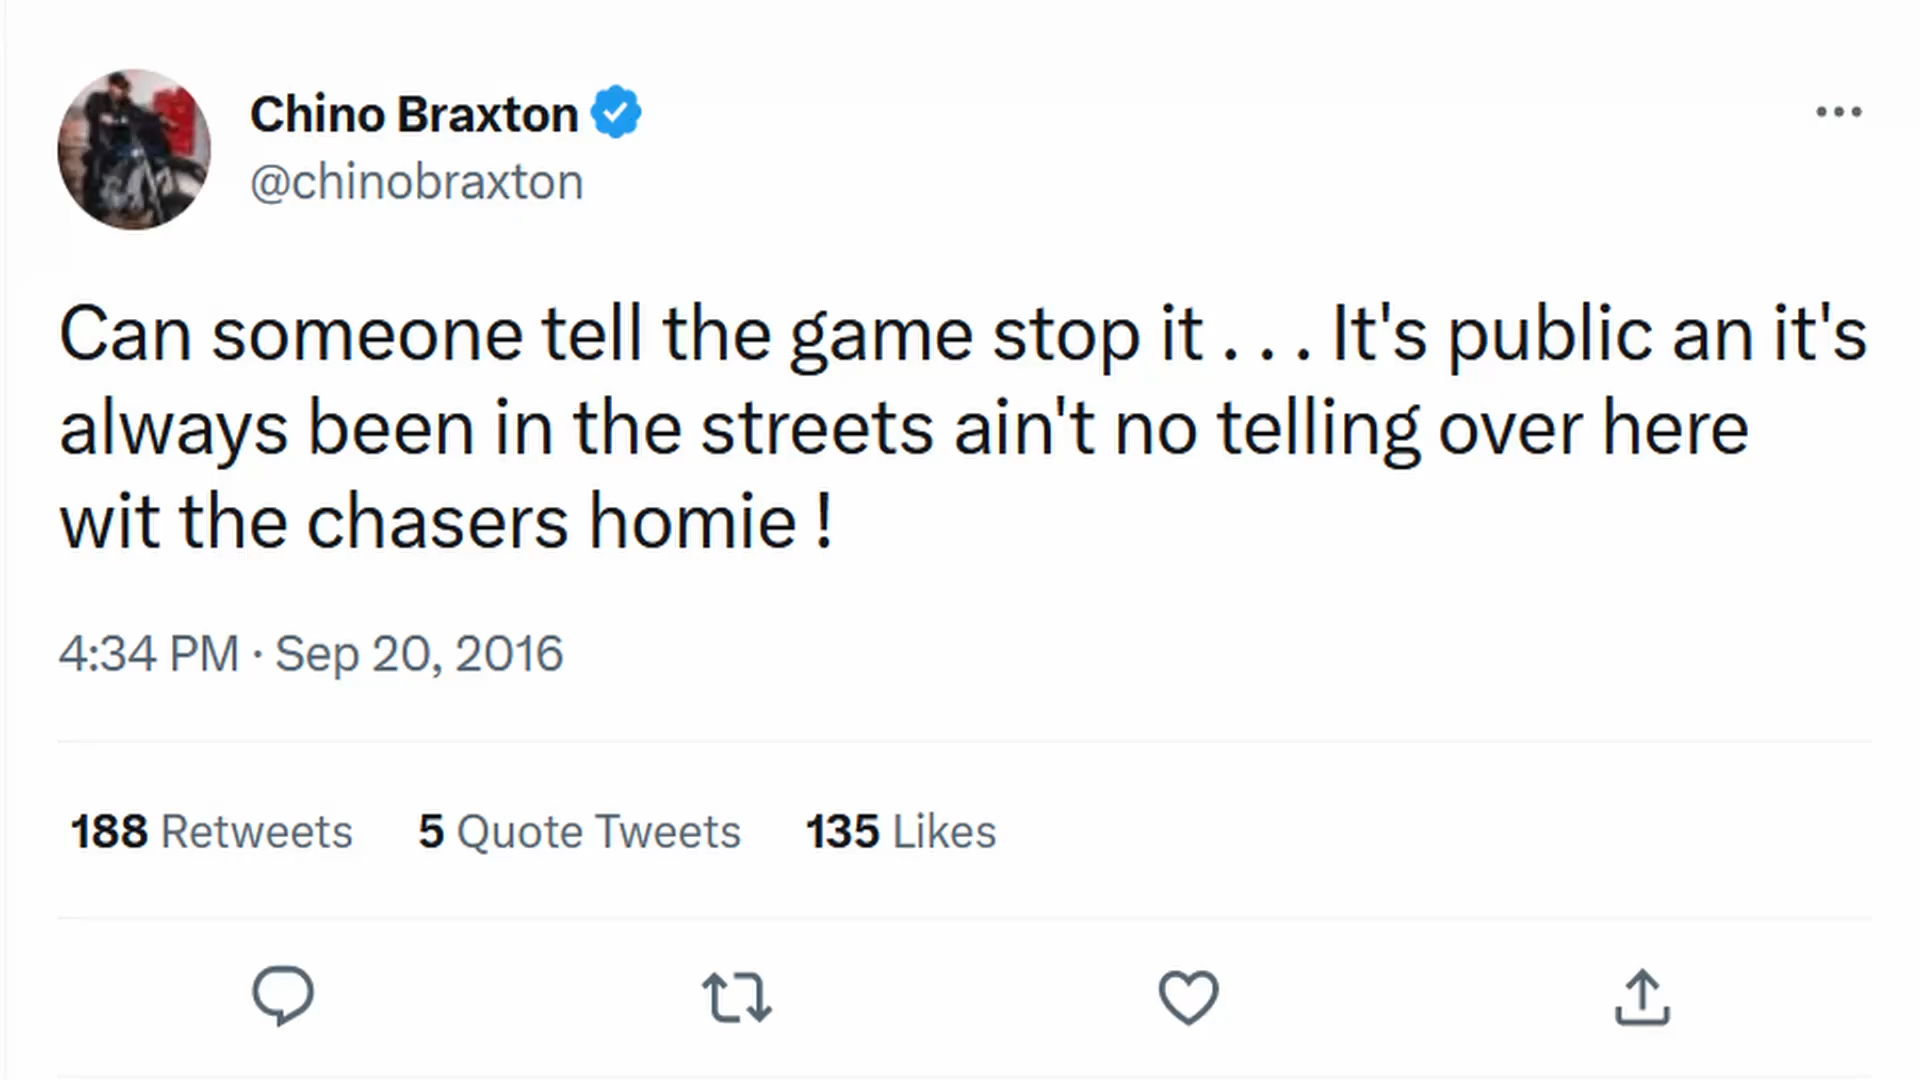 Chino Braxton
@chinobraxton
Can someone tell the game stop it . . . It's public an it's
always been in the streets ain't no telling over here
wit the chasers homie !
4:34 PM · Sep 20, 2016
188 Retweets 5 Quote Tweets 135 Likes